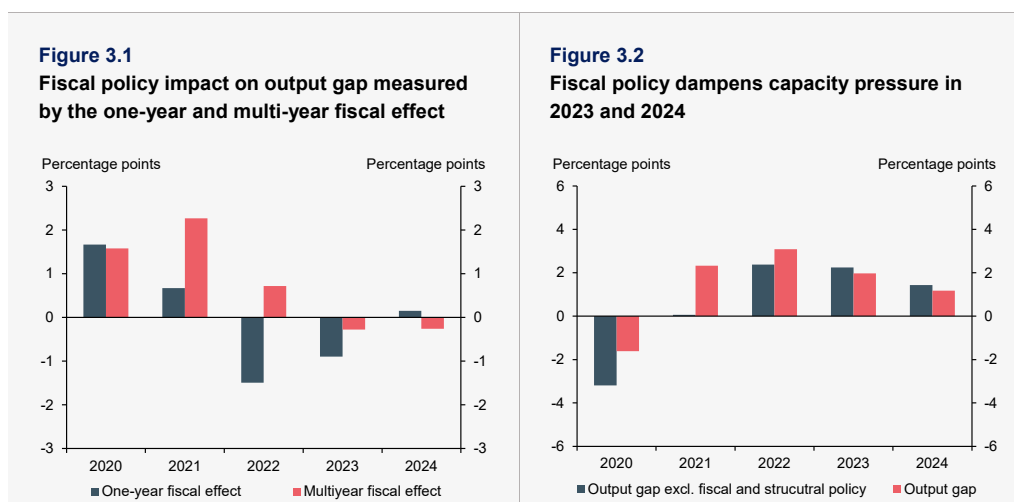 Figure 3.1
Fiscal policy impact on output gap measured
by the one-year and multi-year fiscal effect
Percentage points Percentage points
3 3
2 2
1 1
0 0
-1 -1
-2 -2
-3 -3
2020 2021 2022 2023 2024
One-year fiscal effect Multiyear fiscal effect
Figure 3.2
Fiscal policy dampens capacity pressure in
2023 and 2024
Percentage points Percentage points
6 6
4 4
2 2
0 0
-2 -2
-4 -4
-6 -6
2020 2021 2022 2023 2024
Output gap excl. fiscal and strucutral policy Output gap